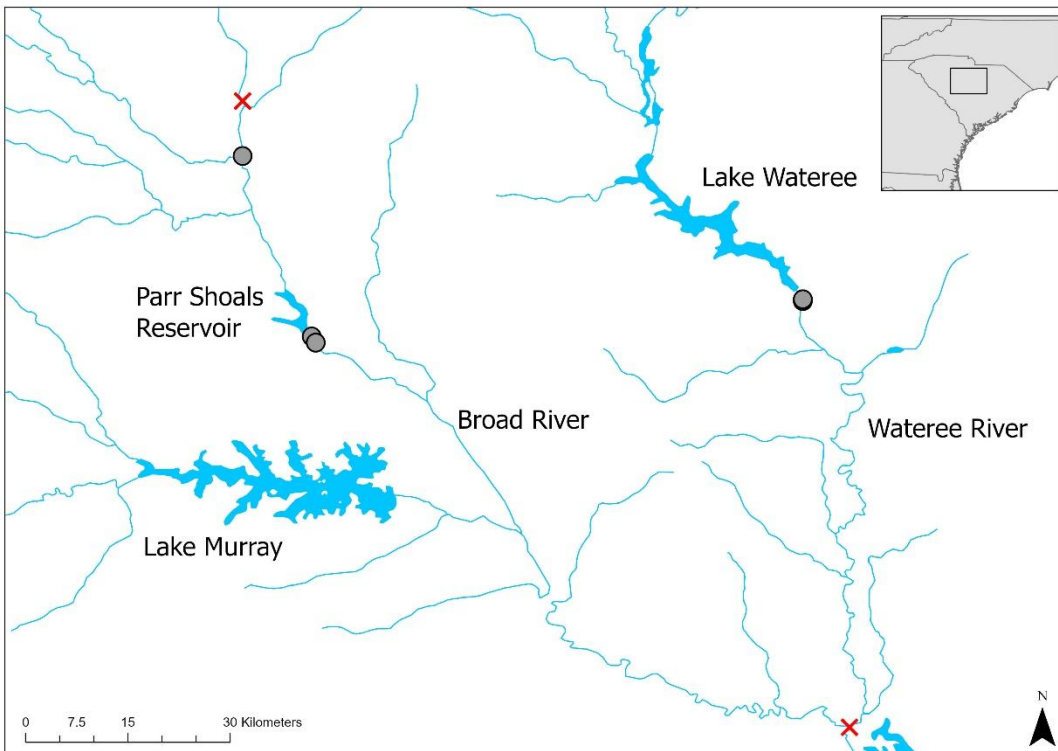 Lake Wateree
Parr Shoals
Reservoir
Broad River
Wateree River
Lake Murray
0 7.5 15 30 Kilometers
N